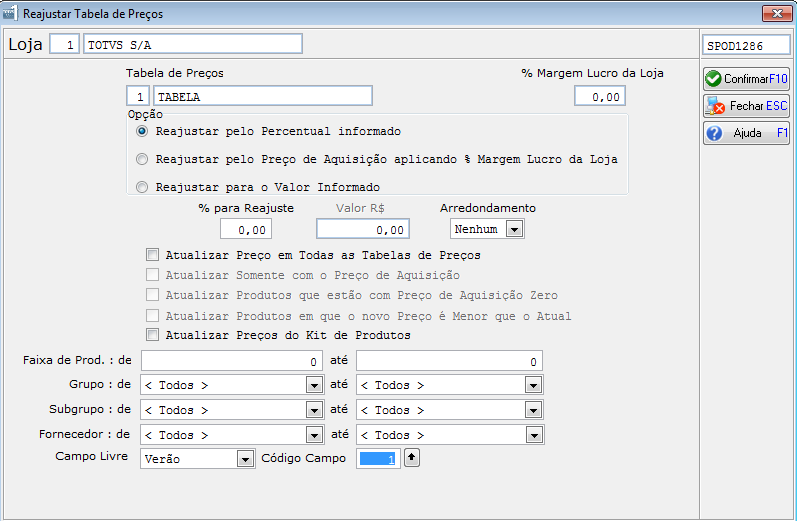 Reajustar Tabela de Preços
Loja 1 TOTVS S/A
SPOD1286
Tabela de Preços % Margem Lucro da Loja
1 TABELA 0,00
Confirmar F10
Fechar ESC
Ajuda F1
Opção
Reajustar pelo Percentual informado
Reajustar pelo Preço de Aquisição aplicando % Margem Lucro da Loja
Reajustar para o Valor Informado
% para Reajuste Valor R$ Arredondamento
0,00 0,00 Nenhum
Atualizar Preço em Todas as Tabelas de Preços
Atualizar Somente com o Preço de Aquisição
Atualizar Produtos que estão com Preço de Aquisição Zero
Atualizar Produtos em que o novo Preço é Menor que o Atual
Atualizar Preços do Kit de Produtos
Faixa de Prod. : de 0 até 0
Grupo : de < Todos > até < Todos >
Subgrupo : de < Todos > até < Todos >
Fornecedor : de < Todos > até < Todos >
Campo Livre Verão Código Campo 1